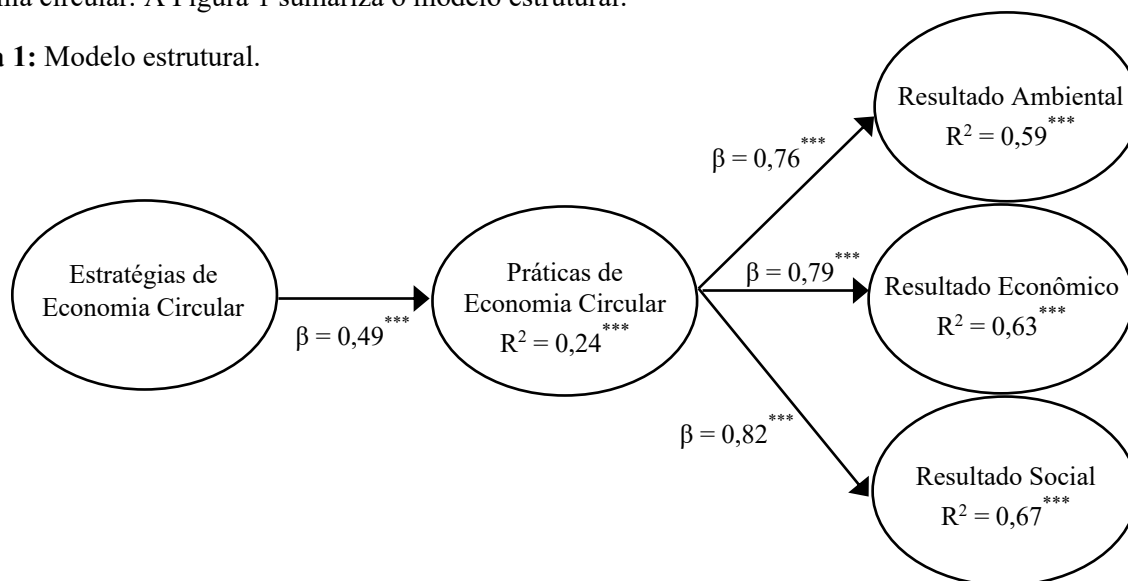 A Figura 1 sumariza o modelo estrutural.
1: Modelo estrutural.
Resultado Ambiental
R² = 0,59***
β = 0,76***
Estratégias de
Economia Circular
β = 0,49***
Práticas de
Economia Circular
R² = 0,24***
β = 0,79***
Resultado Econômico
R² = 0,63***
β = 0,82***
Resultado Social
R² = 0,67***